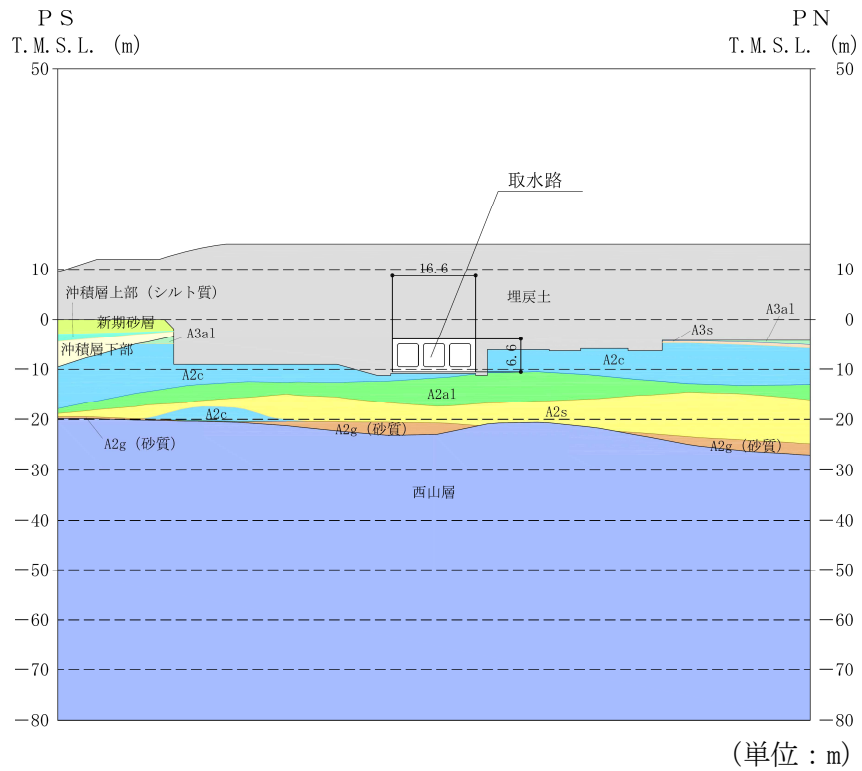 ＰＳ ＰＮ
T.M.S.L. (m) T.M.S.L. (m)
50 50
取水路
10 16.6 10
沖積層上部（シルト質） 埋戻土
新期砂層 A3al
0 0
A3al A3s
沖積層下部 6.6 A2c
−10 A2c −10
A2al
A2c A2s
−20 −20
A2g（砂質） A2g（砂質） A2g（砂質）
−30 −30
西山層
−40 −40
−50 −50
−60 −60
−70 −70
−80 −80
(単位：m)